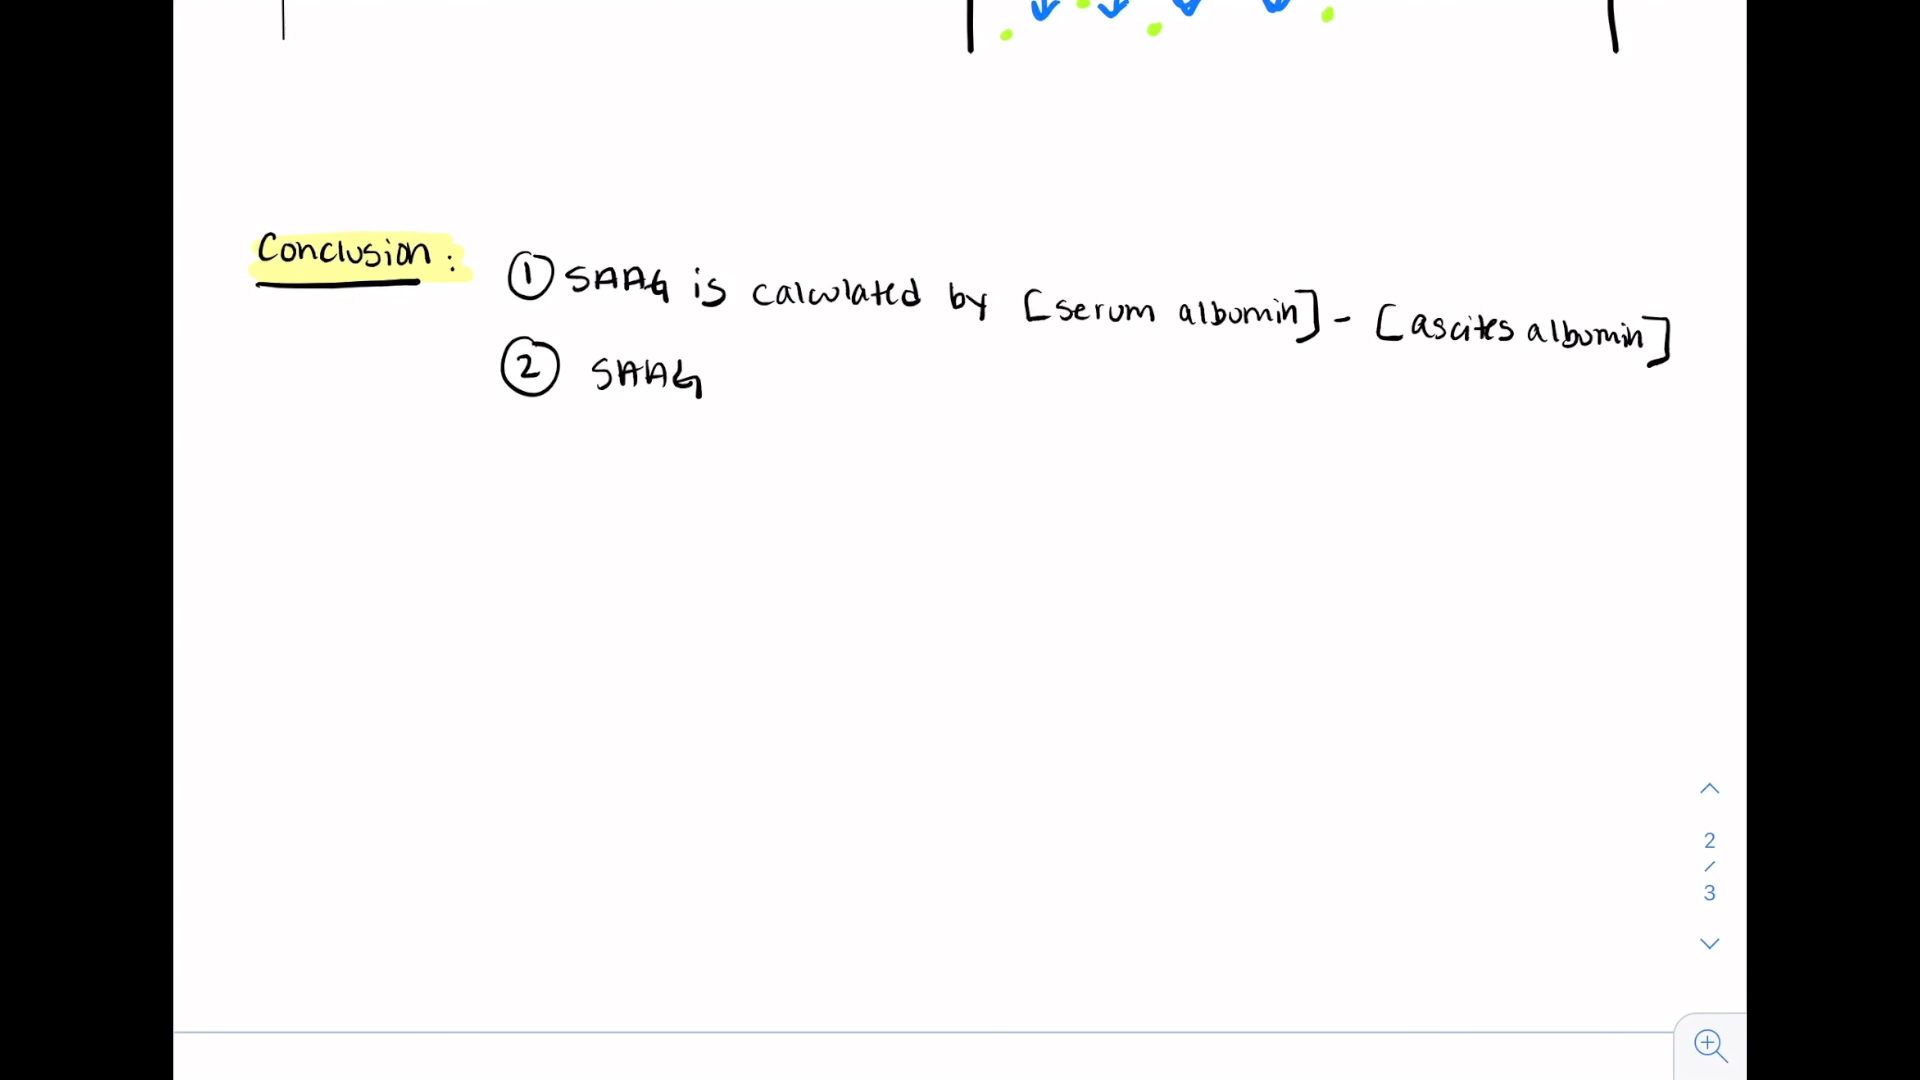 Conclusion: ① SAAG is calculated by [serum albumin] - [ascites albumin]
② SAAG
2
/
3